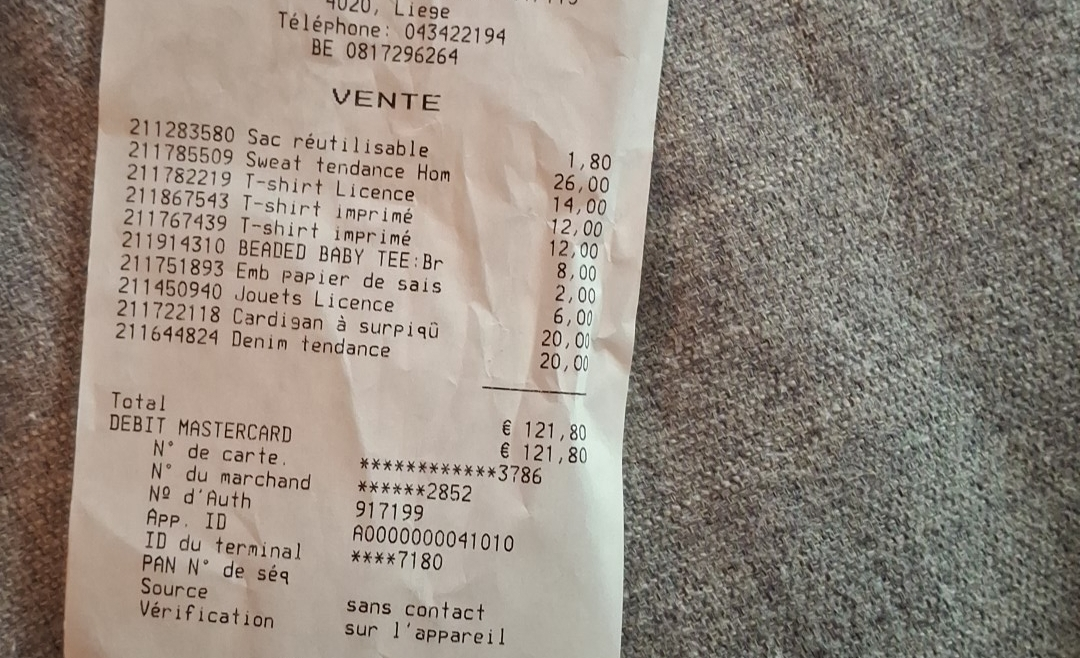 4020, Liege
Téléphone: 043422194
BE 0817296264
VENTE
211283580 Sac réutilisable 1,80
211785509 Sweat tendance Hom 26,00
211782219 T-shirt Licence 14,00
211867543 T-shirt imprimé 12,00
211767439 T-shirt imprimé 12,00
211914310 BEADED BABY TEE:Br 8,00
211751893 Emb papier de sais 2,00
211450940 Jouets Licence 6,00
211722118 Cardigan à surpiqû 20,00
211644824 Denim tendance 20,00
Total € 121,80
DEBIT MASTERCARD € 121,80
N° de carte. ************3786
N° du marchand ******2852
Nº d'Auth 917199
App. ID A0000000041010
ID du terminal ****7180
PAN N° de séq
Source sans contact
Vérification sur l'appareil